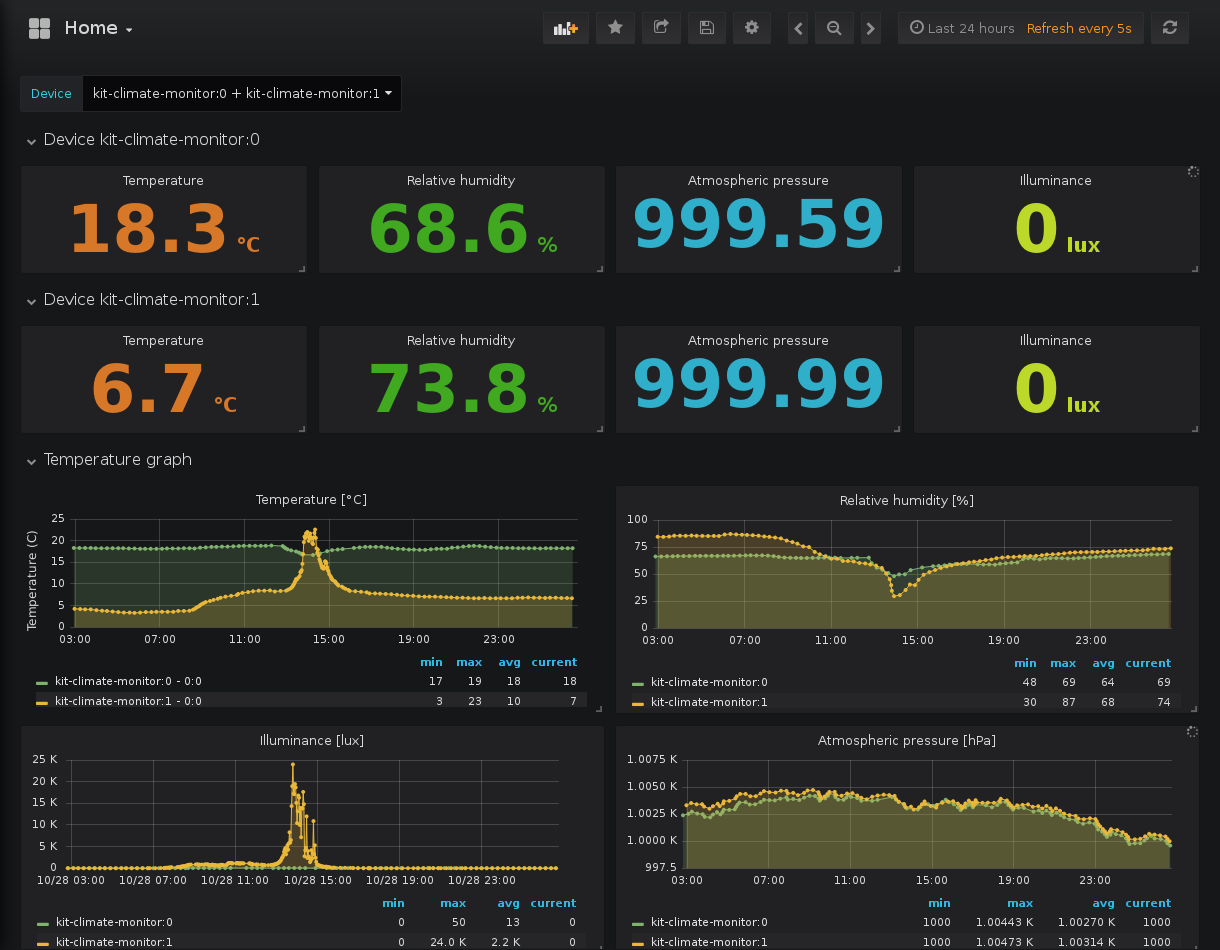 Home
Last 24 hours Refresh every 5s
Device kit-climate-monitor:0 + kit-climate-monitor:1
Device kit-climate-monitor:0
Temperature
18.3 °C
Relative humidity
68.6 %
Atmospheric pressure
999.59
Illuminance
0 lux
Device kit-climate-monitor:1
Temperature
6.7 °C
Relative humidity
73.8 %
Atmospheric pressure
999.99
Illuminance
0 lux
Temperature graph
Temperature [°C]
Temperature (C)
25
20
15
10
5
0
03:00 07:00 11:00 15:00 19:00 23:00
min max avg current
kit-climate-monitor:0 - 0:0 17 19 18 18
kit-climate-monitor:1 - 0:0 3 23 10 7
Relative humidity [%]
100
75
50
25
0
03:00 07:00 11:00 15:00 19:00 23:00
min max avg current
kit-climate-monitor:0 48 69 64 69
kit-climate-monitor:1 30 87 68 74
Illuminance [lux]
25 K
20 K
15 K
10 K
5 K
0
10/28 03:00 10/28 07:00 10/28 11:00 10/28 15:00 10/28 19:00 10/28 23:00
min max avg current
kit-climate-monitor:0 0 50 13 0
kit-climate-monitor:1 0 24.0 K 2.2 K 0
Atmospheric pressure [hPa]
1.0075 K
1.0050 K
1.0025 K
1.0000 K
997.5
03:00 07:00 11:00 15:00 19:00 23:00
min max avg current
kit-climate-monitor:0 1000 1.00443 K 1.00270 K 1000
kit-climate-monitor:1 1000 1.00473 K 1.00314 K 1000